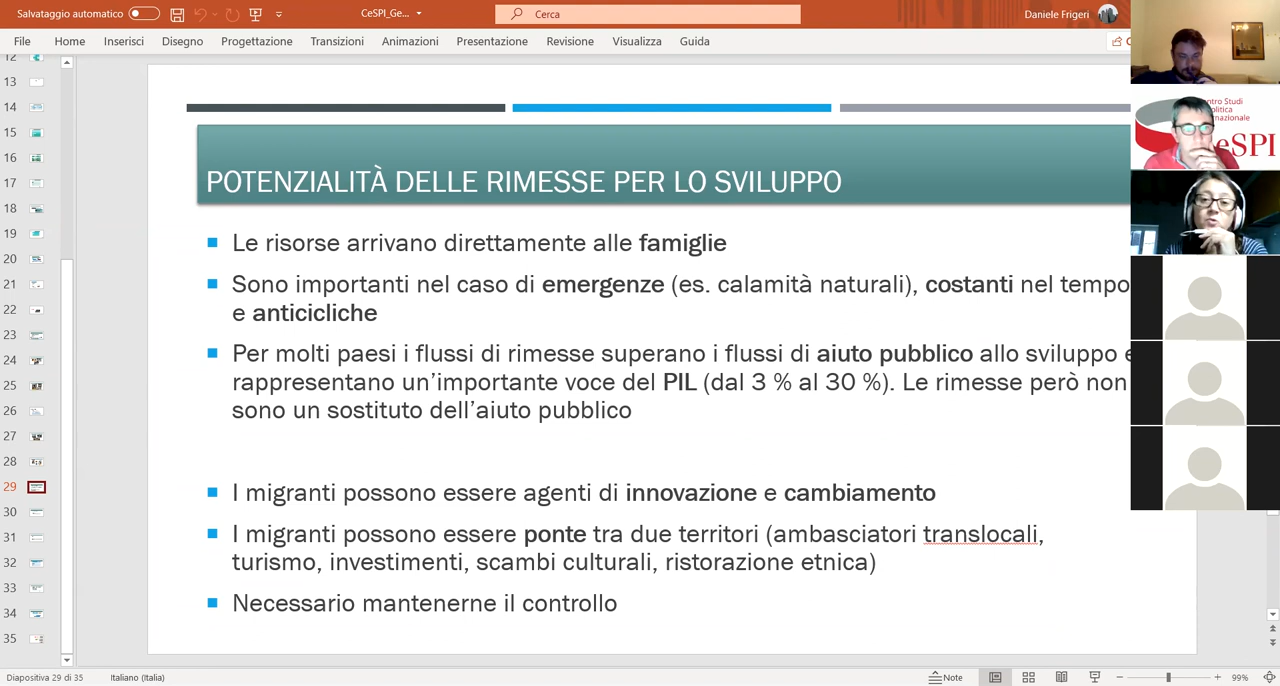 Salvataggio automatico
CeSPI_Ge...
Cerca
Daniele Frigeri
File Home Inserisci Disegno Progettazione Transizioni Animazioni Presentazione Revisione Visualizza Guida
12
13
14
15
16
17
18
19
20
21
22
23
24
25
26
27
28
29
30
31
32
33
34
35
POTENZIALITÀ DELLE RIMESSE PER LO SVILUPPO
Le risorse arrivano direttamente alle famiglie
Sono importanti nel caso di emergenze (es. calamità naturali), costanti nel tempo
e anticicliche
Per molti paesi i flussi di rimesse superano i flussi di aiuto pubblico allo sviluppo e
rappresentano un'importante voce del PIL (dal 3 % al 30 %). Le rimesse però non
sono un sostituto dell'aiuto pubblico
I migranti possono essere agenti di innovazione e cambiamento
I migranti possono essere ponte tra due territori (ambasciatori translocali,
turismo, investimenti, scambi culturali, ristorazione etnica)
Necessario mantenerne il controllo
ntro Studi
olitica
rnazionale
eSPI
Diapositiva 29 di 35
Italiano (Italia)
Note
99%